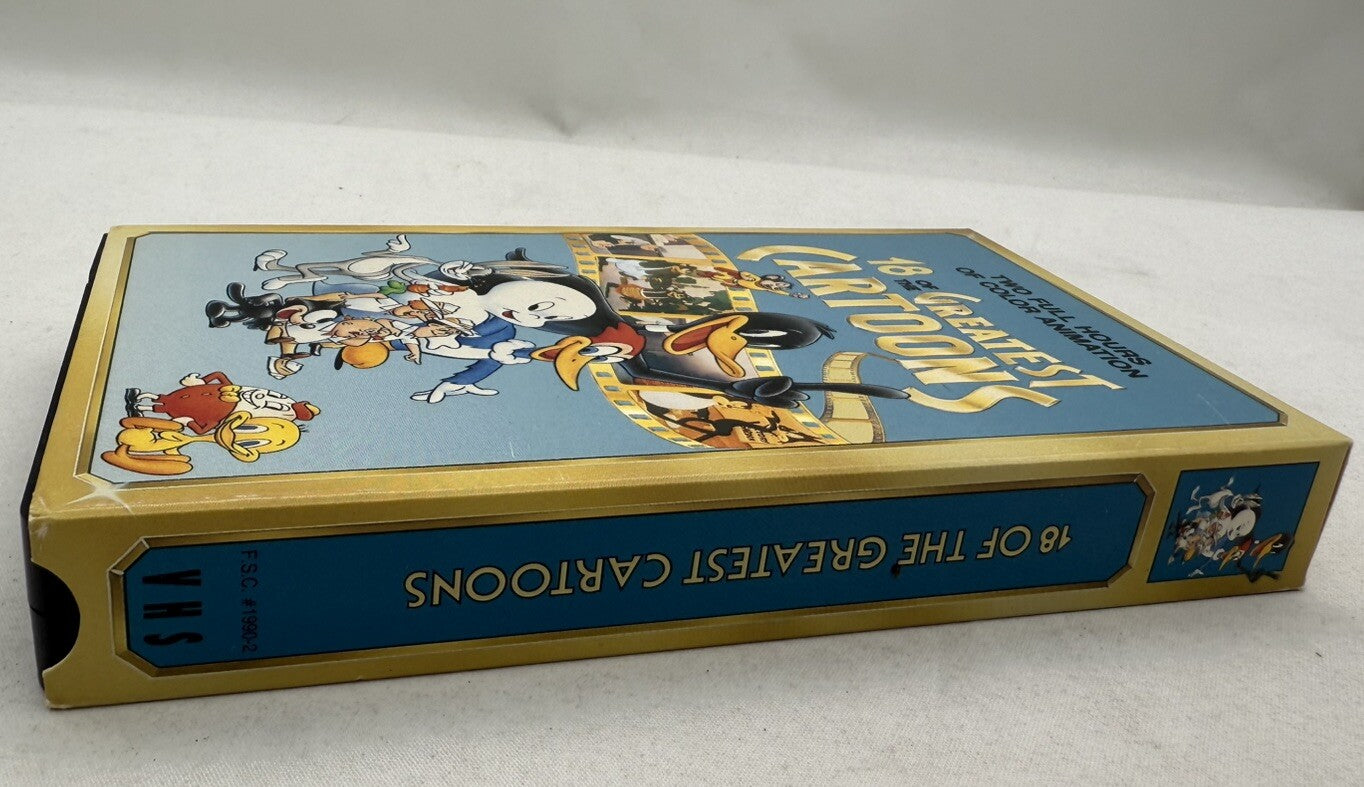 TWO FULL HOURS
OF COLOR ANIMATION
18 OF THE GREATEST
CARTOONS
18 OF THE GREATEST CARTOONS
F.S.C. #1990-2
VHS